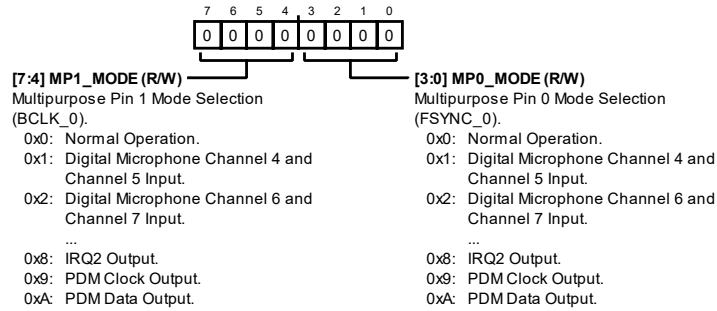 7 6 5 4 3 2 1 0
0 0 0 0 0 0 0 0
[7:4] MP1_MODE (R/W)
Multipurpose Pin 1 Mode Selection
(BCLK_0).
0x0: Normal Operation.
0x1: Digital Microphone Channel 4 and
Channel 5 Input.
0x2: Digital Microphone Channel 6 and
Channel 7 Input.
...
0x8: IRQ2 Output.
0x9: PDM Clock Output.
0xA: PDM Data Output.
[3:0] MP0_MODE (R/W)
Multipurpose Pin 0 Mode Selection
(FSYNC_0).
0x0: Normal Operation.
0x1: Digital Microphone Channel 4 and
Channel 5 Input.
0x2: Digital Microphone Channel 6 and
Channel 7 Input.
...
0x8: IRQ2 Output.
0x9: PDM Clock Output.
0xA: PDM Data Output.